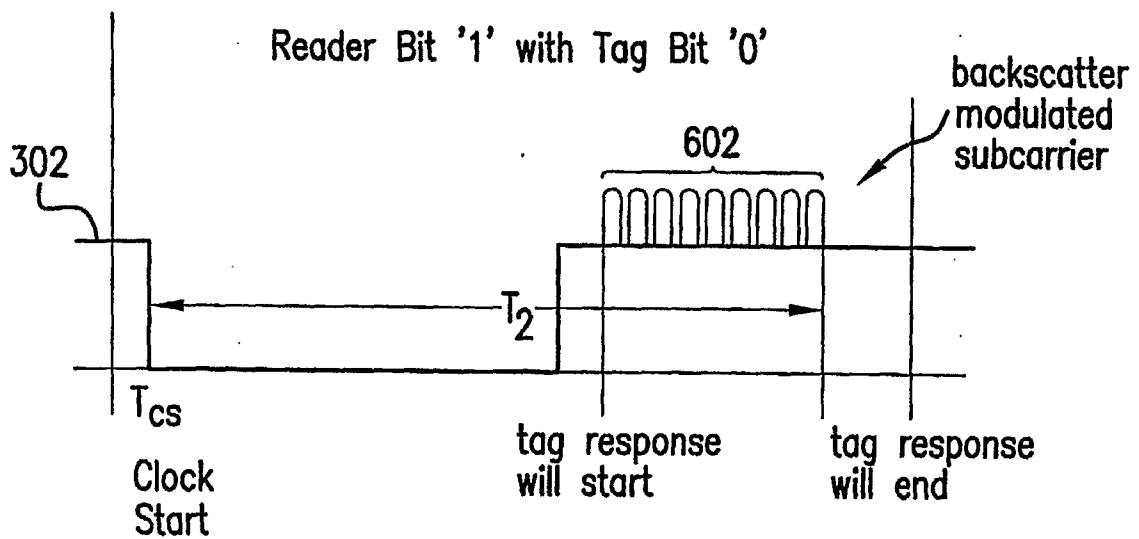 Reader Bit '1' with Tag Bit '0'
backscatter
modulated
subcarrier
602
302
T2
TCS
Clock
Start
tag response
will start
tag response
will end